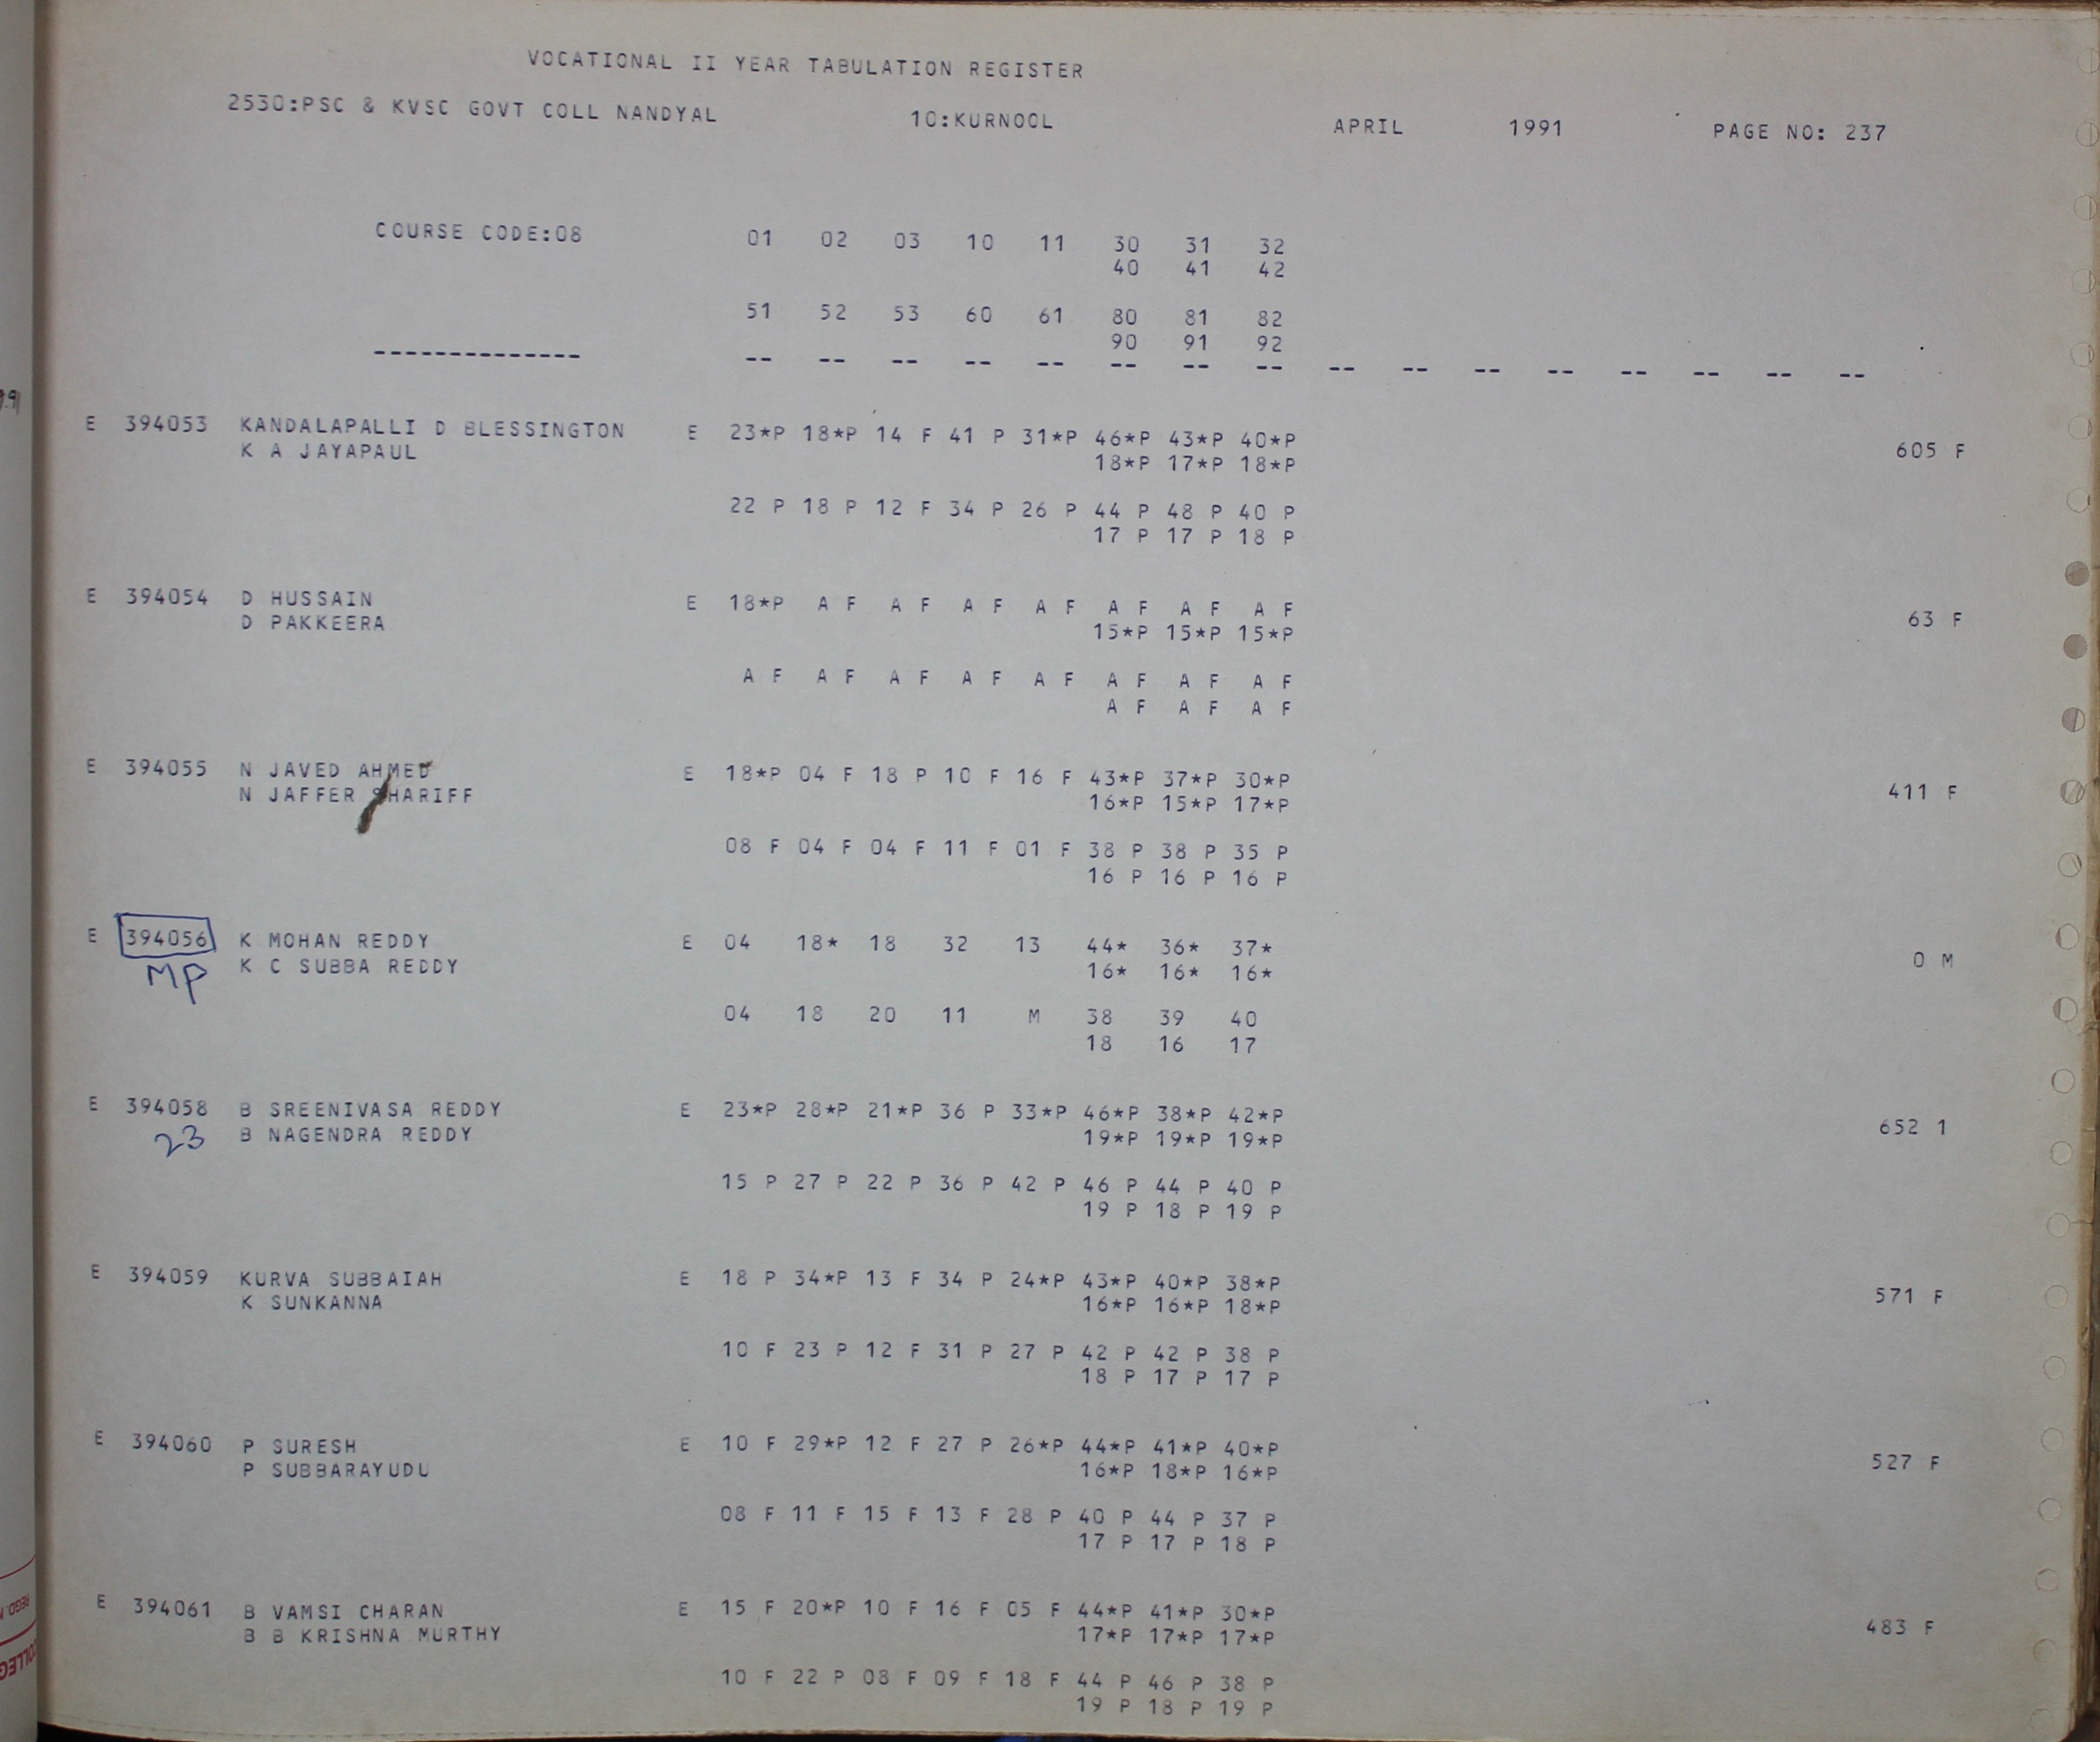 VOCATIONAL II YEAR TABULATION REGISTER
2530:PSC & KVSC GOVT COLL NANDYAL 10:KURNOOL APRIL 1991 PAGE NO: 237
COURSE CODE:08 01 02 03 10 11 30 31 32
40 41 42
51 52 53 60 61 80 81 82
90 91 92
-------------- -- -- -- -- -- -- -- -- -- -- -- -- -- -- -- --
E 394053 KANDALAPALLI D BLESSINGTON E 23*P 18*P 14 F 41 P 31*P 46*P 43*P 40*P
K A JAYAPAUL 18*P 17*P 18*P 605 F
22 P 18 P 12 F 34 P 26 P 44 P 48 P 40 P
17 P 17 P 18 P
E 394054 D HUSSAIN E 18*P A F A F A F A F A F A F A F
D PAKKEERA 15*P 15*P 15*P 63 F
A F A F A F A F A F A F A F A F
A F A F A F
E 394055 N JAVED AHMED E 18*P 04 F 18 P 10 F 16 F 43*P 37*P 30*P
N JAFFER SHARIFF 16*P 15*P 17*P 411 F
08 F 04 F 04 F 11 F 01 F 38 P 38 P 35 P
16 P 16 P 16 P
E 394056 K MOHAN REDDY E 04 18* 18 32 13 44* 36* 37*
MP K C SUBBA REDDY 16* 16* 16* 0 M
04 18 20 11 M 38 39 40
18 16 17
E 394058 B SREENIVASA REDDY E 23*P 28*P 21*P 36 P 33*P 46*P 38*P 42*P
23 B NAGENDRA REDDY 19*P 19*P 19*P 652 1
15 P 27 P 22 P 36 P 42 P 46 P 44 P 40 P
19 P 18 P 19 P
E 394059 KURVA SUBBAIAH E 18 P 34*P 13 F 34 P 24*P 43*P 40*P 38*P
K SUNKANNA 16*P 16*P 18*P 571 F
10 F 23 P 12 F 31 P 27 P 42 P 42 P 38 P
18 P 17 P 17 P
E 394060 P SURESH E 10 F 29*P 12 F 27 P 26*P 44*P 41*P 40*P
P SUBBARAYUDU 16*P 18*P 16*P 527 F
08 F 11 F 15 F 13 F 28 P 40 P 44 P 37 P
17 P 17 P 18 P
E 394061 B VAMSI CHARAN E 15 F 20*P 10 F 16 F 05 F 44*P 41*P 30*P
B B KRISHNA MURTHY 17*P 17*P 17*P 483 F
10 F 22 P 08 F 09 F 18 F 44 P 46 P 38 P
19 P 18 P 19 P